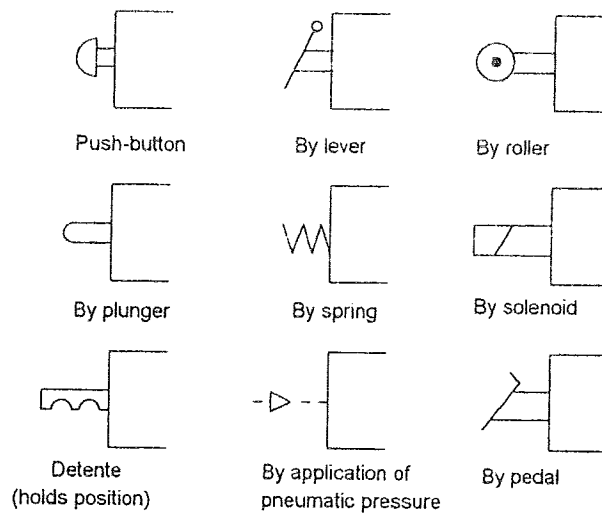 Push-button
By lever
By roller
By plunger
By spring
By solenoid
Detente
(holds position)
By application of
pneumatic pressure
By pedal